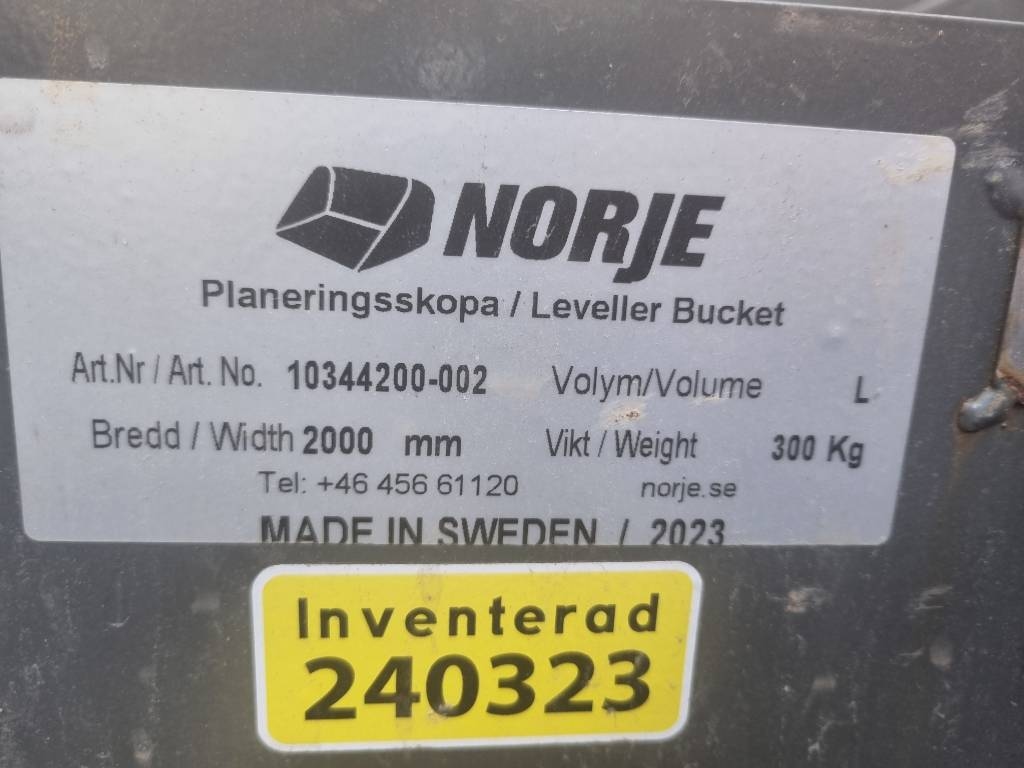 NORJE
Planeringsskopa / Leveller Bucket
Art.Nr / Art. No. 10344200-002 Volym/Volume L
Bredd / Width 2000 mm Vikt / Weight 300 Kg
Tel: +46 456 61120 norje.se
MADE IN SWEDEN / 2023
Inventerad
240323